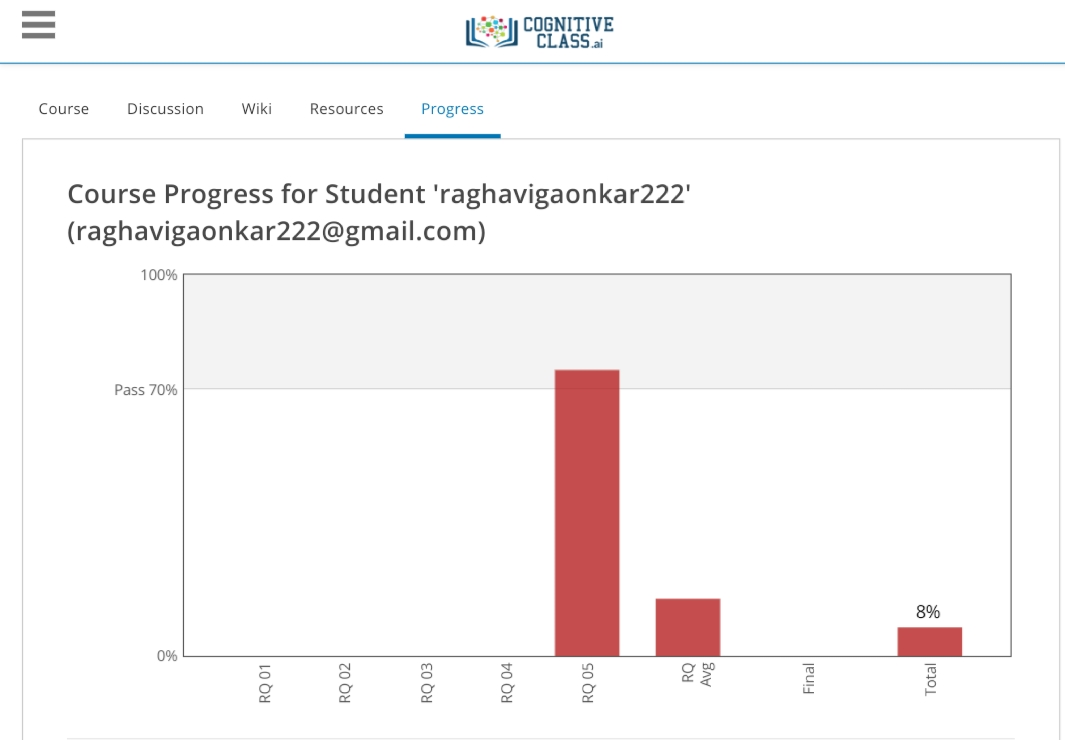 COGNITIVE
CLASS.ai
Course Discussion Wiki Resources Progress
Course Progress for Student 'raghavigaonkar222'
(raghavigaonkar222@gmail.com)
100%
Pass 70%
8%
0%
RQ 01
RQ 02
RQ 03
RQ 04
RQ 05
RQ
Avg
Final
Total